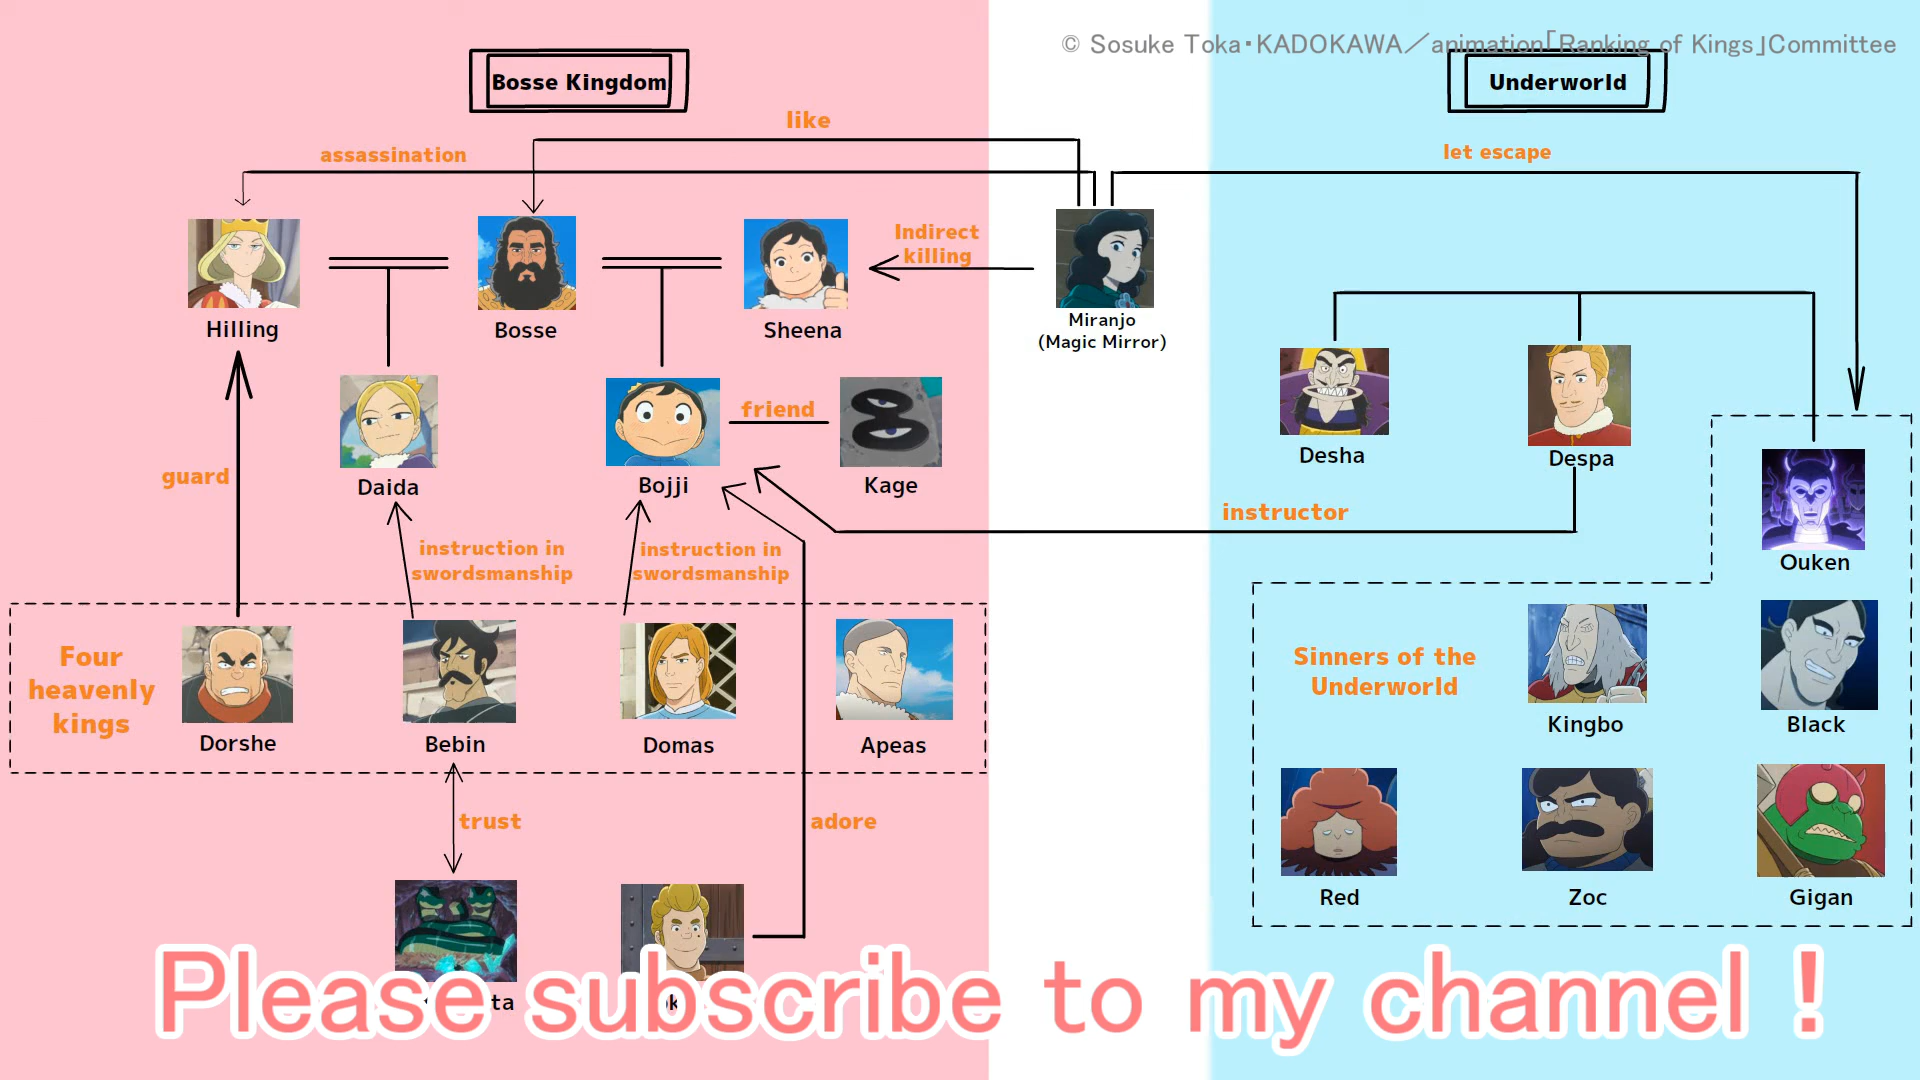 © Sosuke Toka・KADOKAWA／animation「Ranking of Kings」Committee
Bosse Kingdom
Underworld
like
assassination
let escape
Indirect
killing
Hilling
Bosse
Sheena
Miranjo
(Magic Mirror)
friend
Desha
Despa
guard
Daida
Bojji
Kage
instructor
instruction in
swordsmanship
instruction in
swordsmanship
Ouken
Four
heavenly
kings
Sinners of the
Underworld
Dorshe
Bebin
Domas
Apeas
Kingbo
Black
trust
adore
Red
Zoc
Gigan
Please subscribe to my channel！